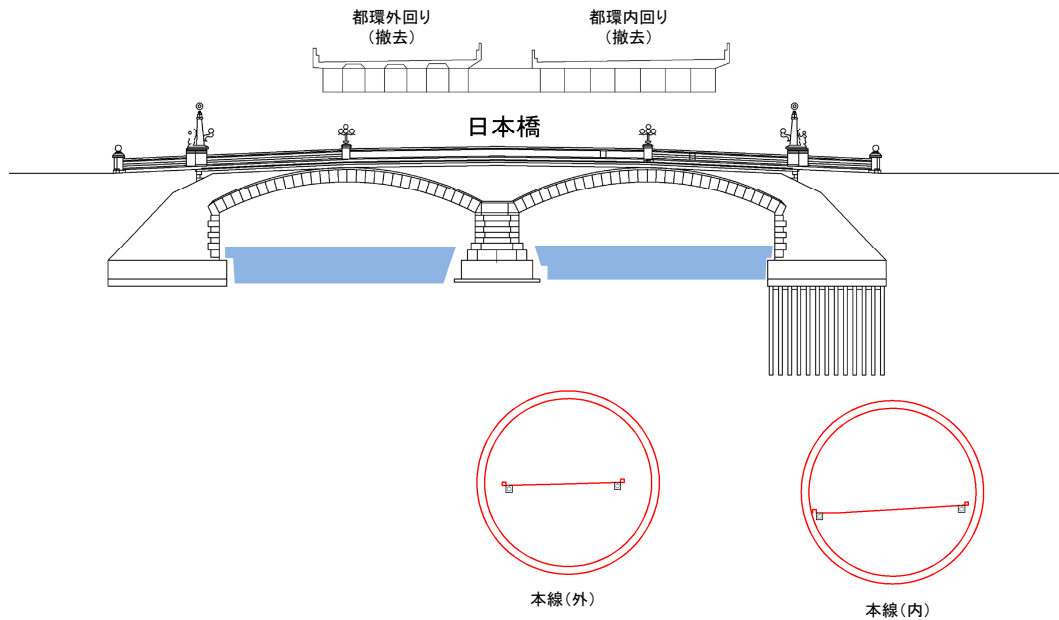 都環外回り
（撤去）
都環内回り
（撤去）
日本橋
本線（外）
本線（内）